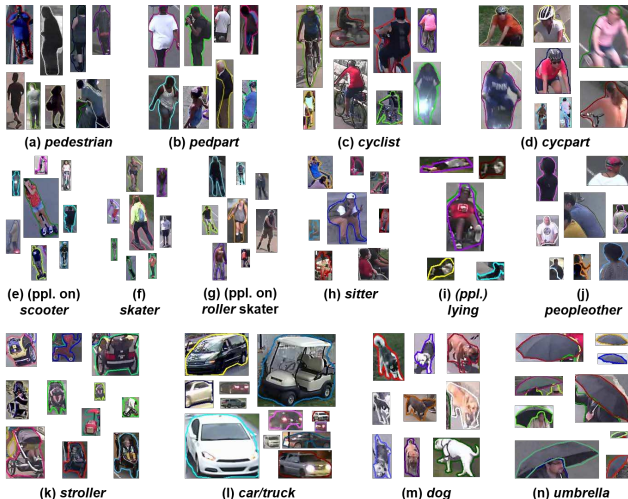 (a) pedestrian (b) pedpart (c) cyclist (d) cycpart
(e) (ppl. on) (f) (g) (ppl. on) (h) sitter (i) (ppl.) (j)
scooter skater roller skater lying peopleother
(k) stroller (l) car/truck (m) dog (n) umbrella